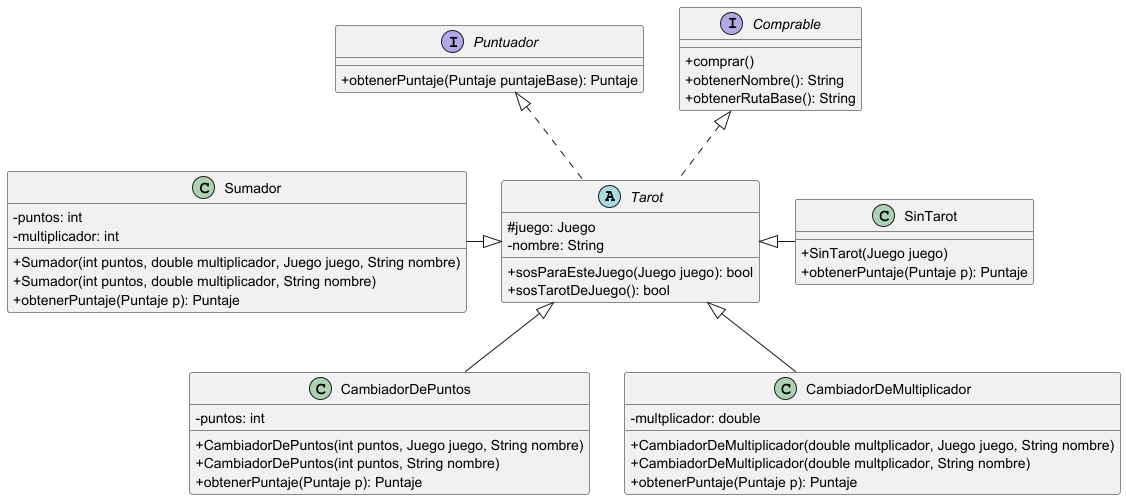 I Puntuador
+obtenerPuntaje(Puntaje puntajeBase): Puntaje
I Comprable
+comprar()
+obtenerNombre(): String
+obtenerRutaBase(): String
C Sumador
-puntos: int
-multiplicador: int
+Sumador(int puntos, double multiplicador, Juego juego, String nombre)
+Sumador(int puntos, double multiplicador, String nombre)
+obtenerPuntaje(Puntaje p): Puntaje
A Tarot
#juego: Juego
-nombre: String
+sosParaEsteJuego(Juego juego): bool
+sosTarotDeJuego(): bool
C SinTarot
+SinTarot(Juego juego)
+obtenerPuntaje(Puntaje p): Puntaje
C CambiadorDePuntos
-puntos: int
+CambiadorDePuntos(int puntos, Juego juego, String nombre)
+CambiadorDePuntos(int puntos, String nombre)
+obtenerPuntaje(Puntaje p): Puntaje
C CambiadorDeMultiplicador
-multplicador: double
+CambiadorDeMultiplicador(double multplicador, Juego juego, String nombre)
+CambiadorDeMultiplicador(double multplicador, String nombre)
+obtenerPuntaje(Puntaje p): Puntaje